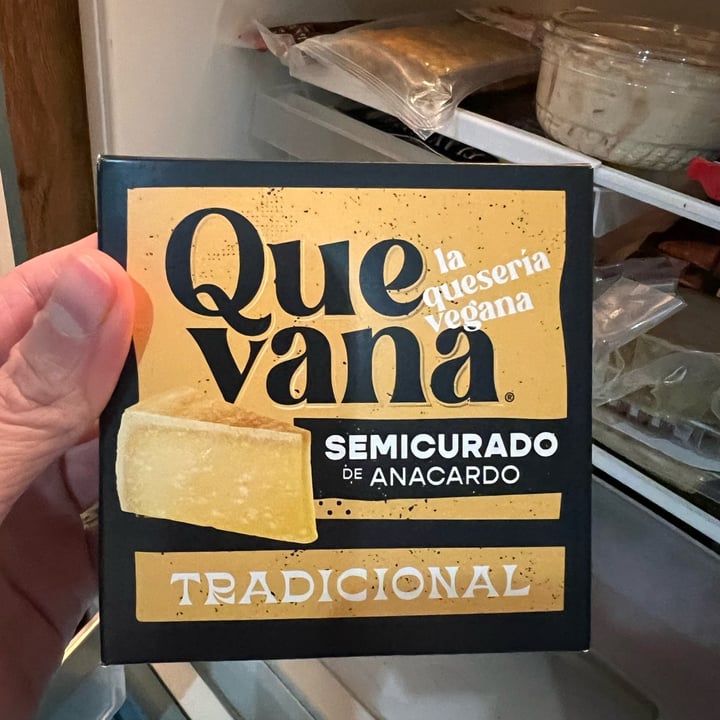 Que
vana®
la
quesería
vegana
SEMICURADO
DE ANACARDO
TRADICIONAL